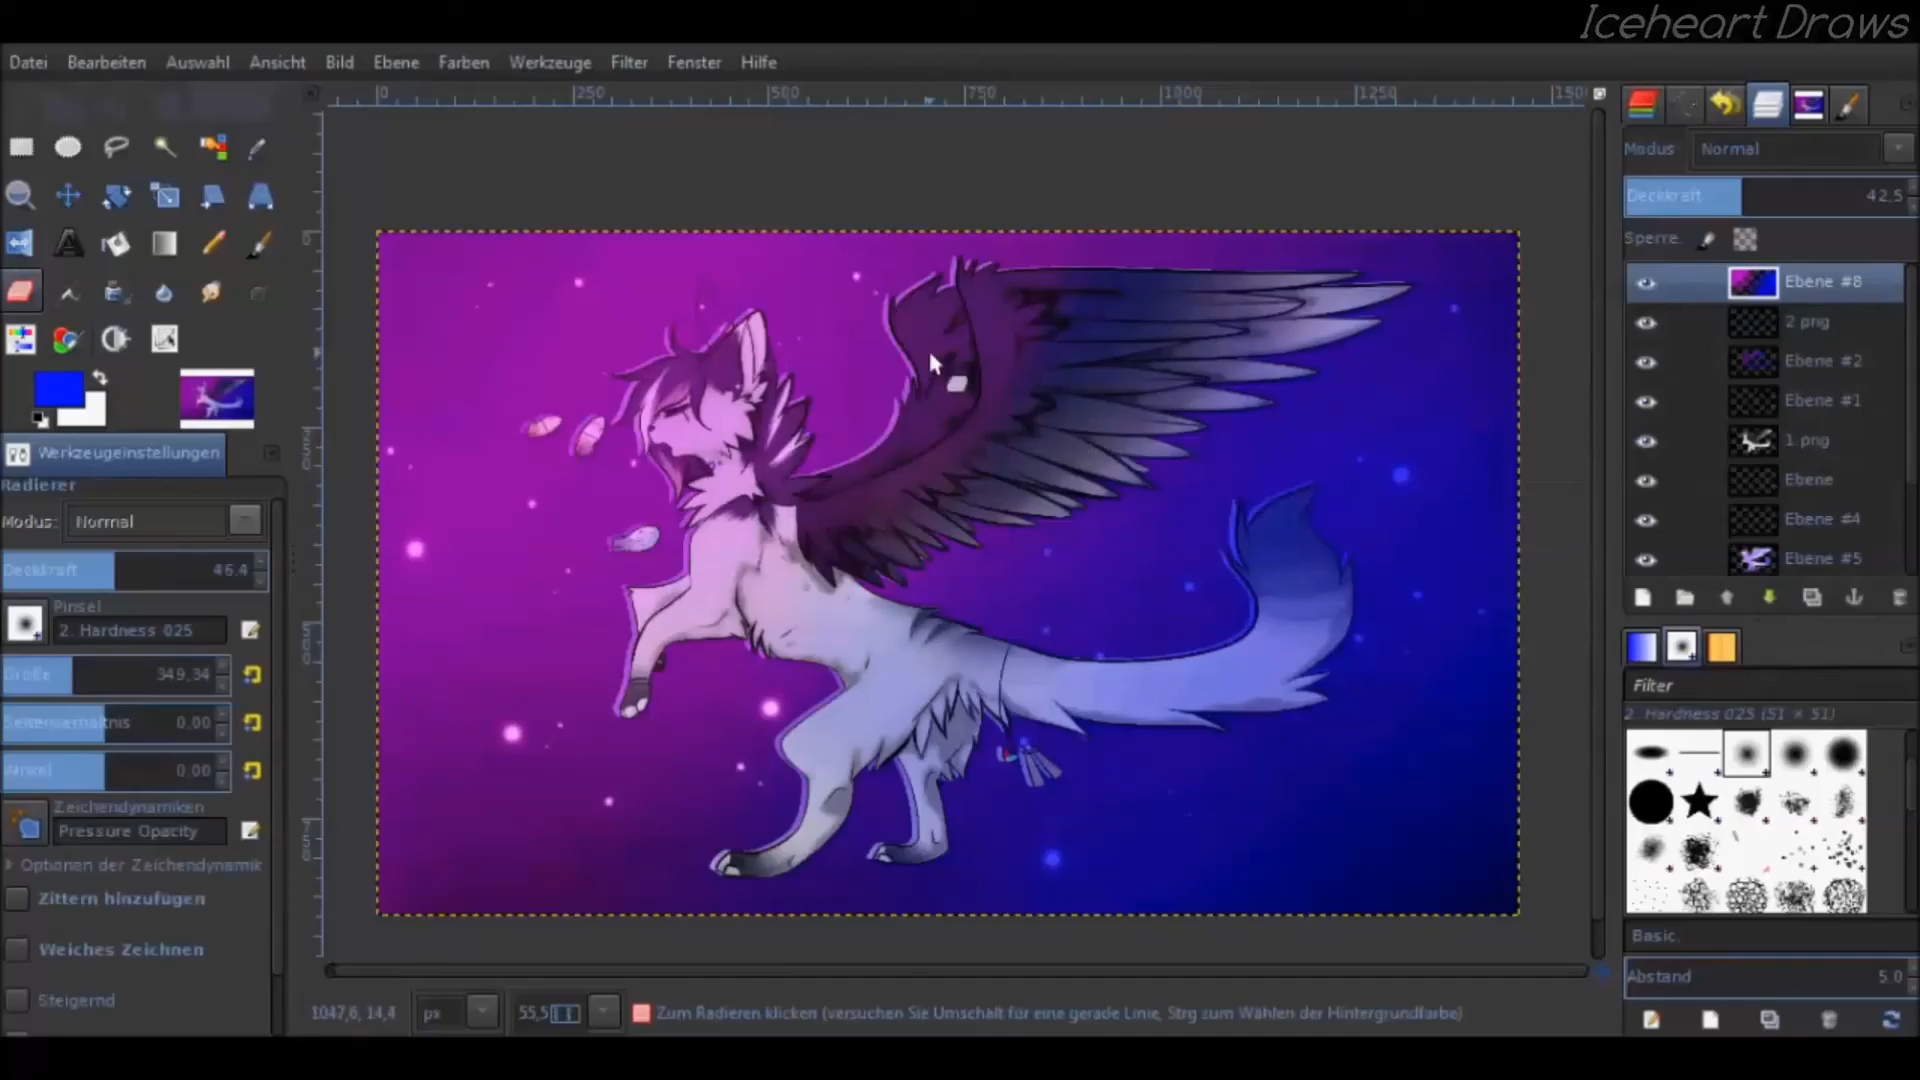 Iceheart Draws
Datei Bearbeiten Auswahl Ansicht Bild Ebene Farben Werkzeuge Filter Fenster Hilfe
0 250 500 750 1000 1250 150
Modus Normal
Deckkraft 42,5
Sperre.
Ebene #8
2 png
Ebene #2
Ebene #1
1.png
Ebene
Ebene #4
Ebene #5
Werkzeugeinstellungen
Radierer
Modus: Normal
Deckkraft 46.4
Pinsel
2. Hardness 025
Größe 349,34
Seitenverhältnis 0.00
Winkel 0.00
Zeichendynamiken
Pressure Opacity
Optionen der Zeichendynamik
Zittern hinzufügen
Weiches Zeichnen
Steigernd
Filter
2. Hardness 025 (51 × 51)
Basic.
Abstand 5.0
1047,6, 14,4 px 55,5 Zum Radieren klicken (versuchen Sie Umschalt für eine gerade Linie, Strg zum Wählen der Hintergrundfarbe)